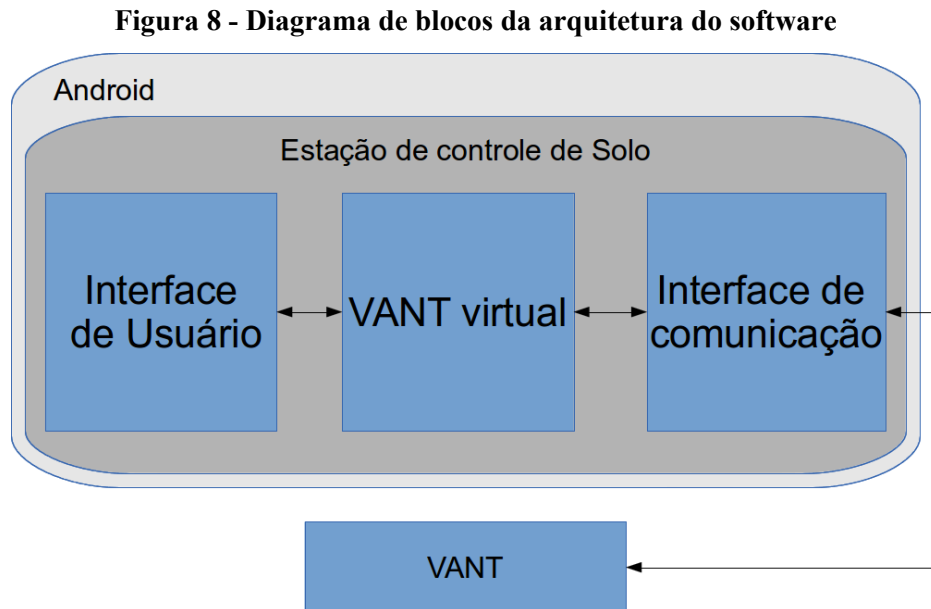 Figura 8 - Diagrama de blocos da arquitetura do software
Android
Estação de controle de Solo
Interface
de Usuário
VANT virtual
Interface de
comunicação
VANT